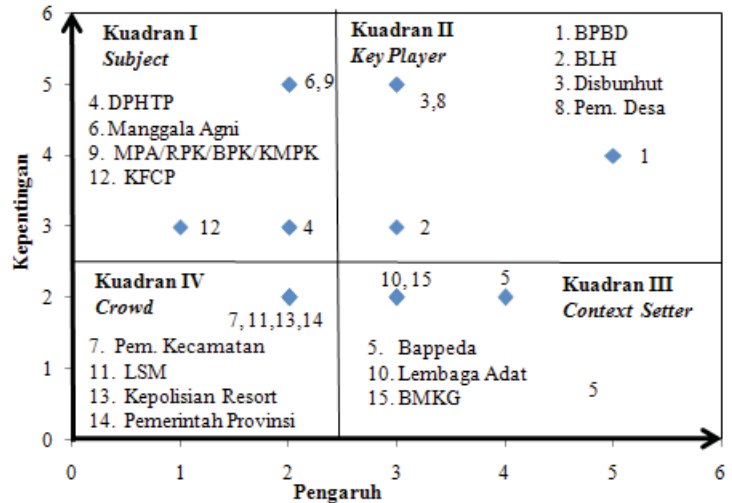 Kuadran I
Subject
6,9
4. DPHTP
6. Manggala Agni
9. MPA/RPK/BPK/KMPK
12. KFCP
12
4
Kuadran II
Key Player
3,8
1. BPBD
2. BLH
3. Disbunhut
8. Pem. Desa
1
2
Kuadran IV
Crowd
7, 11,13, 14
7. Pem. Kecamatan
11. LSM
13. Kepolisian Resort
14. Pemerintah Provinsi
10, 15
5
Kuadran III
Context Setter
5. Bappeda
10. Lembaga Adat
15. BMKG
5
Kepentingan
6
5
4
3
2
1
0
0 1 2 3 4 5 6
Pengaruh